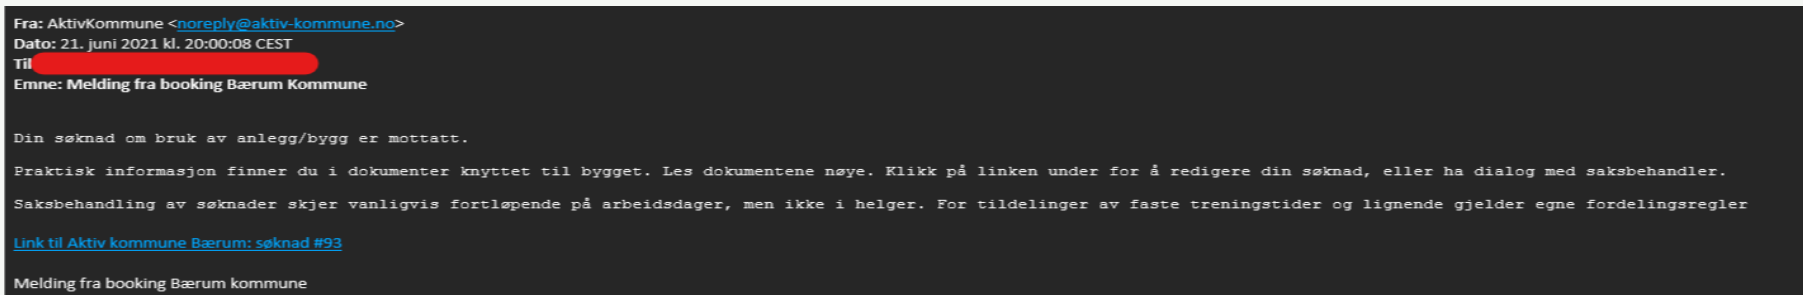 Fra: AktivKommune <noreply@aktiv-kommune.no>
Dato: 21. juni 2021 kl. 20:00:08 CEST
Til
Emne: Melding fra booking Bærum Kommune
Din søknad om bruk av anlegg/bygg er mottatt.
Praktisk informasjon finner du i dokumenter knyttet til bygget. Les dokumentene nøye. Klikk på linken under for å redigere din søknad, eller ha dialog med saksbehandler.
Saksbehandling av søknader skjer vanligvis fortløpende på arbeidsdager, men ikke i helger. For tildelinger av faste treningstider og lignende gjelder egne fordelingsregler
Link til Aktiv kommune Bærum: søknad #93
Melding fra booking Bærum kommune